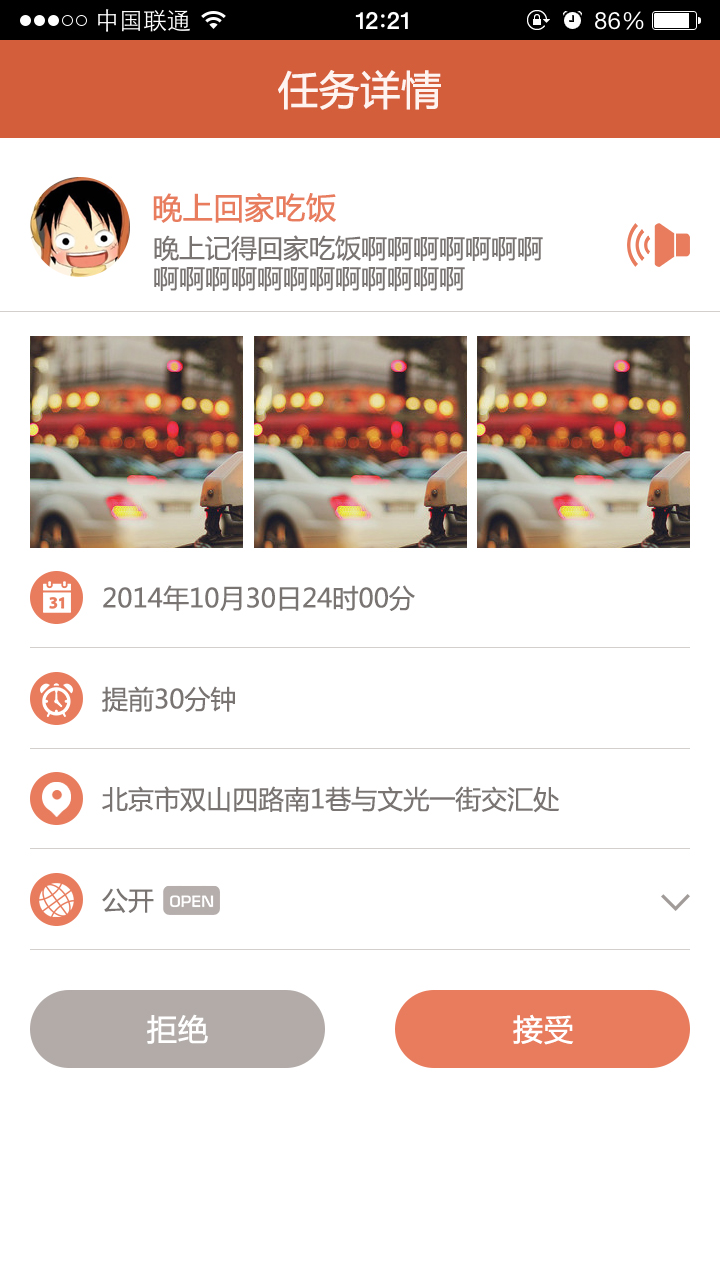 中国联通 12:21 86%
任务详情
晚上回家吃饭
晚上记得回家吃饭啊啊啊啊啊啊啊
啊啊啊啊啊啊啊啊啊啊啊啊
31 2014年10月30日24时00分
提前30分钟
北京市双山四路南1巷与文光一街交汇处
公开 OPEN
拒绝 接受